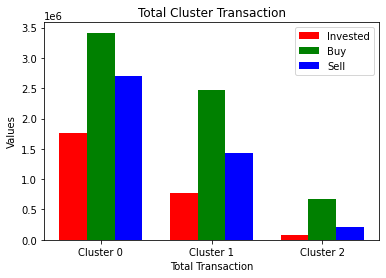 Total Cluster Transaction
1e6
3.5
3.0
2.5
2.0
1.5
1.0
0.5
0.0
Values
Invested
Buy
Sell
Cluster 0 Cluster 1 Cluster 2
Total Transaction